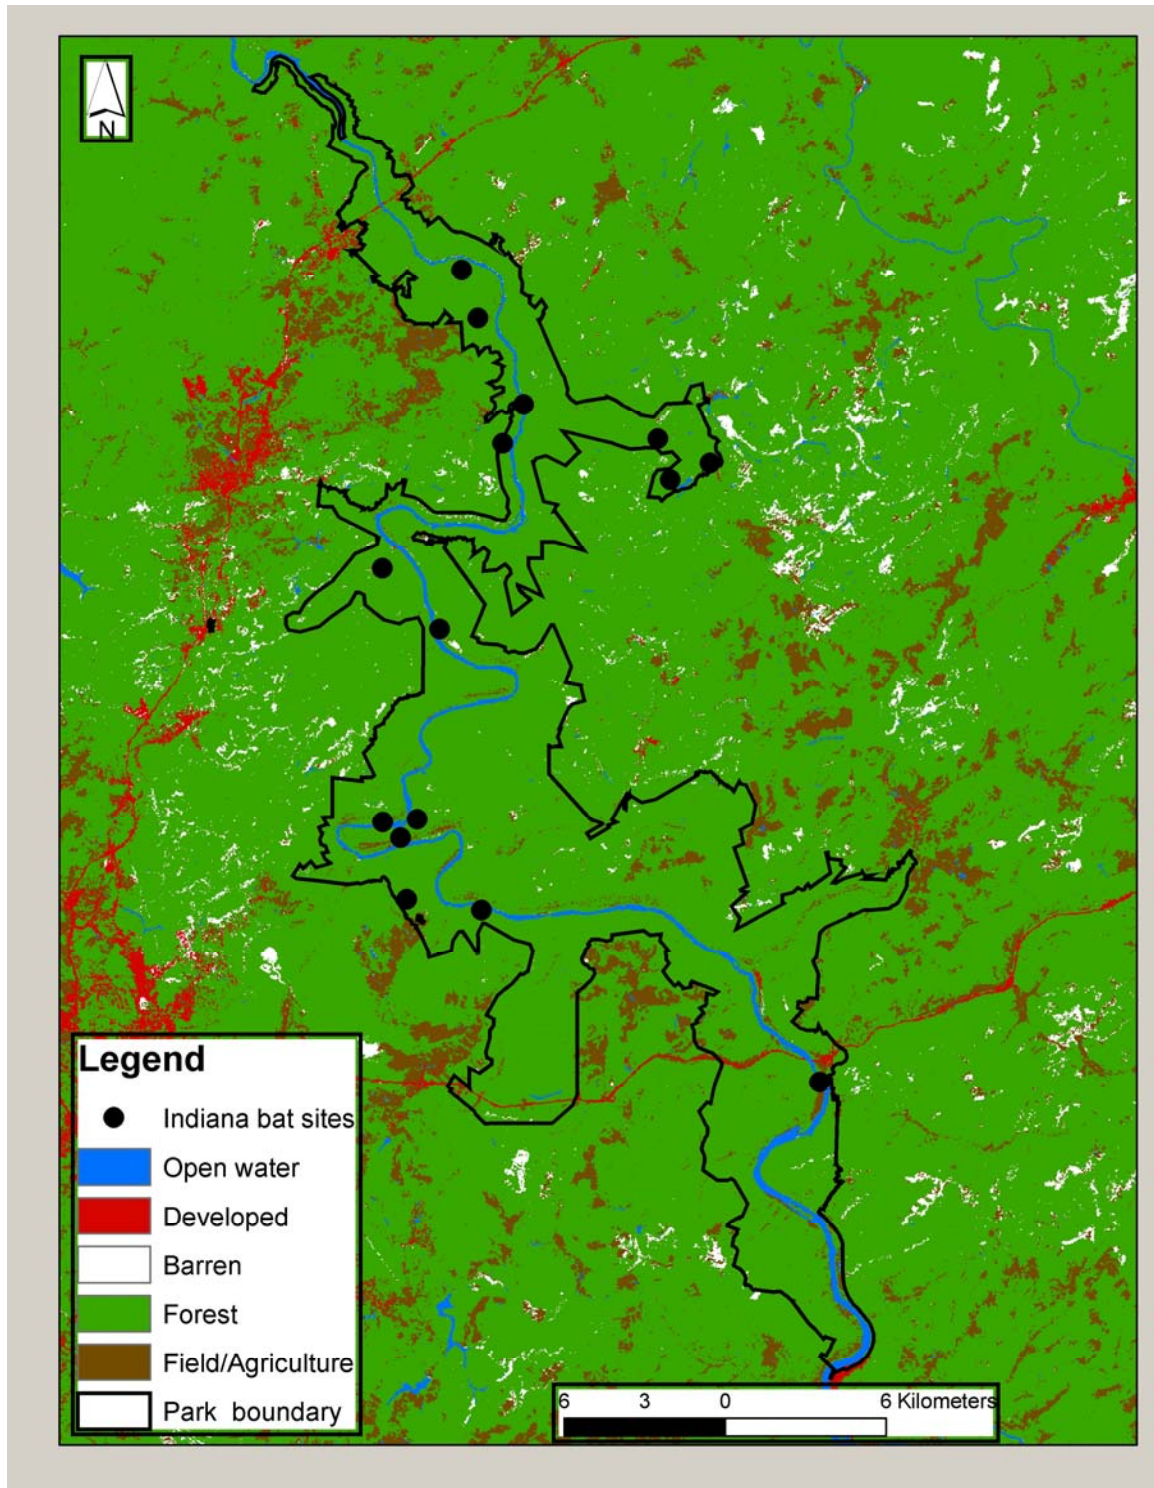 N
Legend
Indiana bat sites
Open water
Developed
Barren
Forest
Field/Agriculture
Park boundary
6 3 0 6 Kilometers